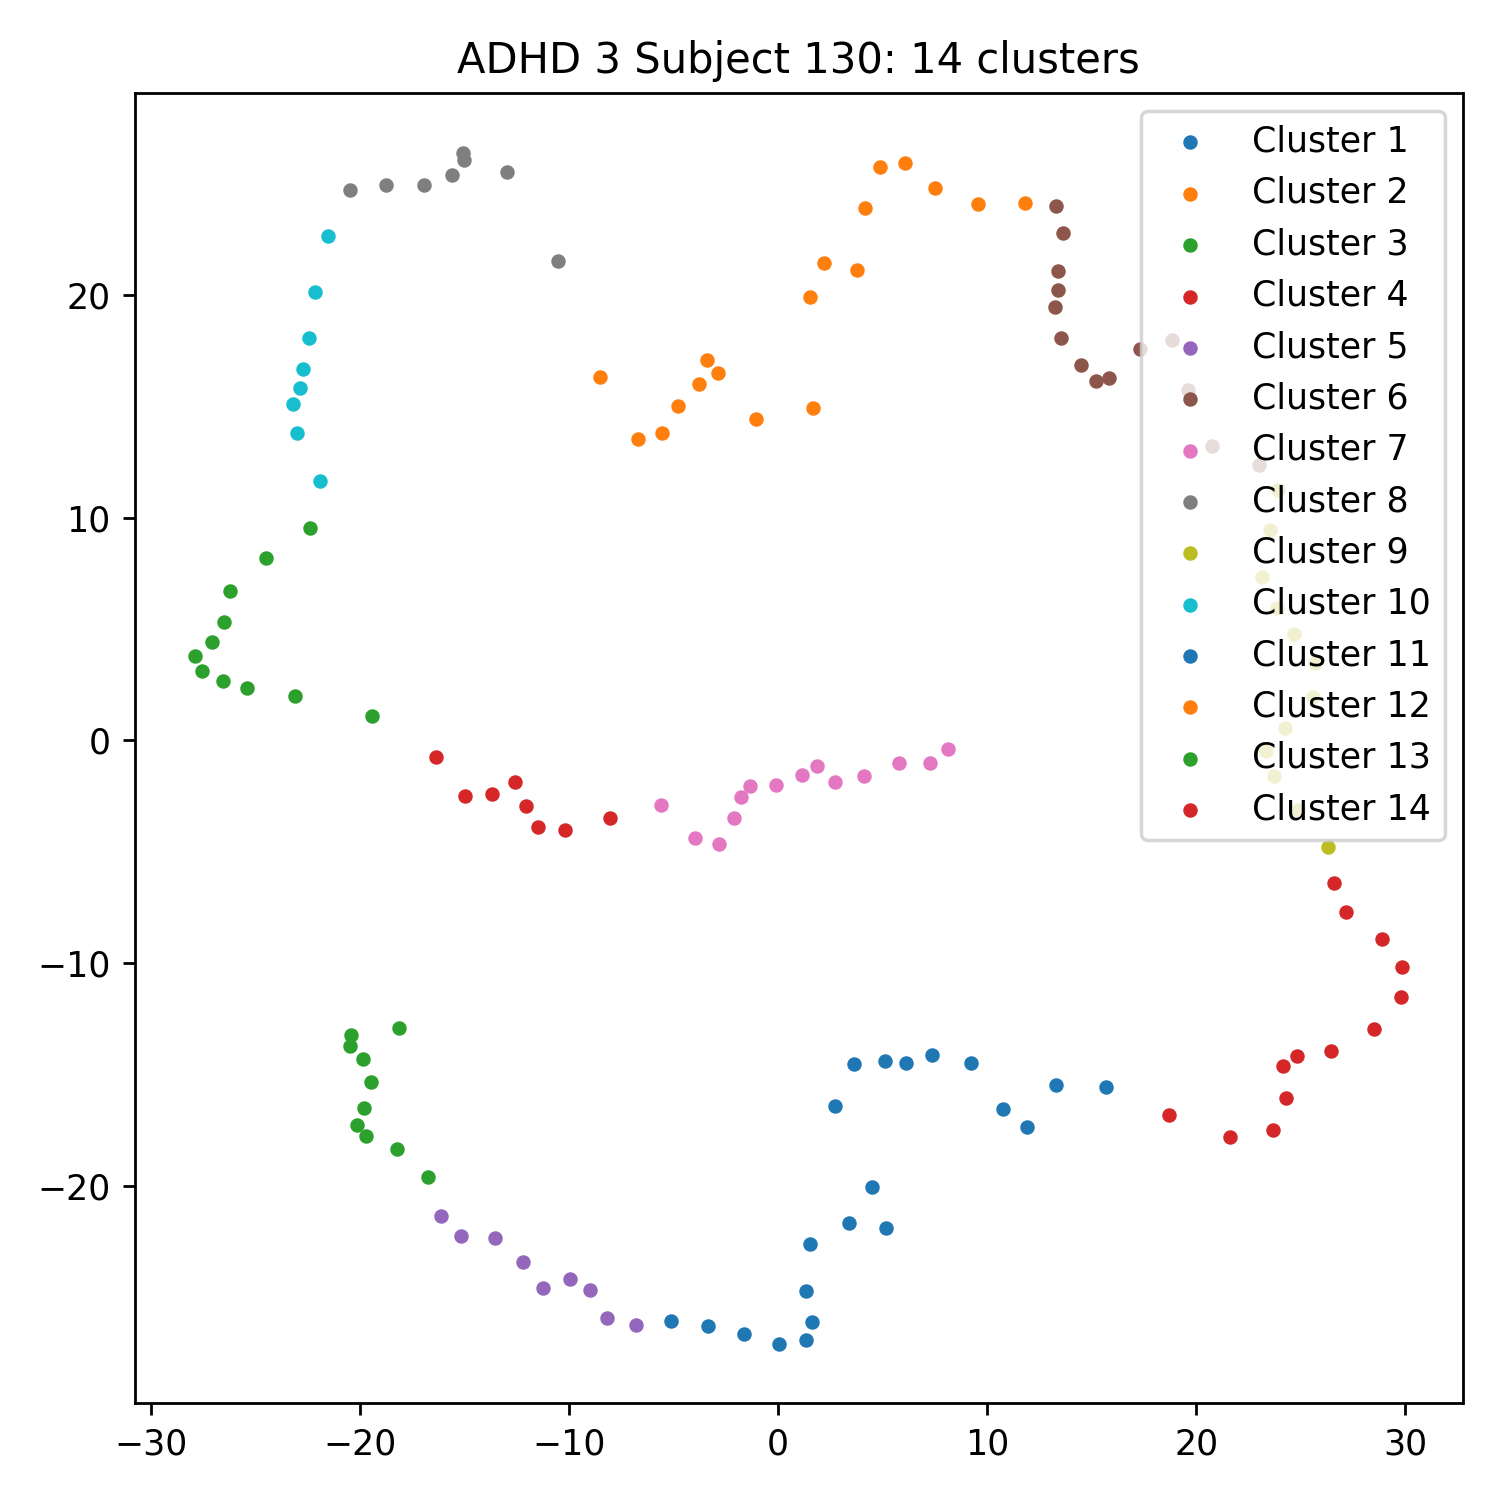 ADHD 3 Subject 130: 14 clusters
Cluster 1
Cluster 2
Cluster 3
Cluster 4
Cluster 5
Cluster 6
Cluster 7
Cluster 8
Cluster 9
Cluster 10
Cluster 11
Cluster 12
Cluster 13
Cluster 14
20
10
0
−10
−20
−30 −20 −10 0 10 20 30